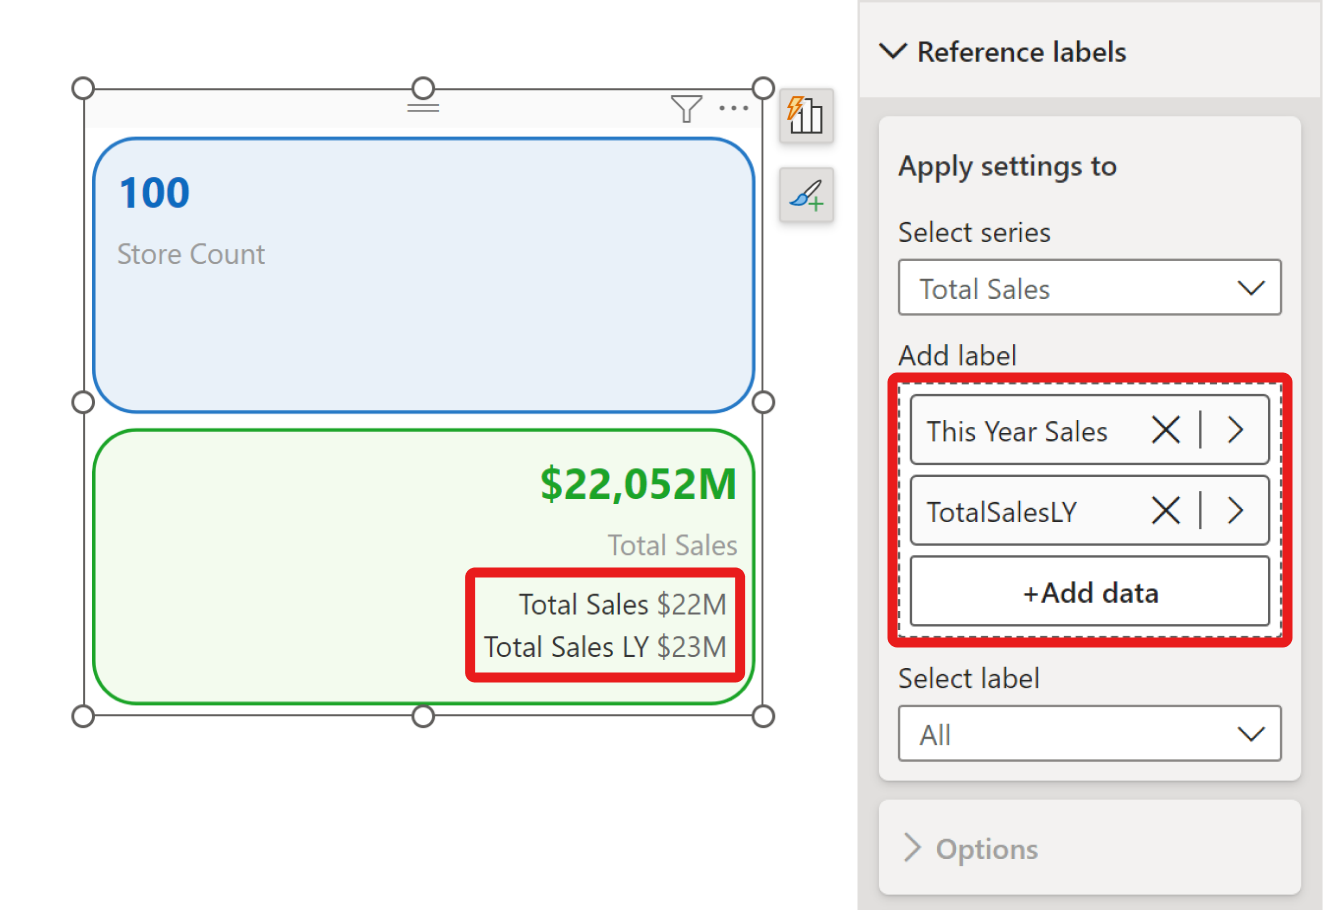 100
Store Count
$22,052M
Total Sales
Total Sales $22M
Total Sales LY $23M
Reference labels
Apply settings to
Select series
Total Sales
Add label
This Year Sales
TotalSalesLY
+Add data
Select label
All
Options